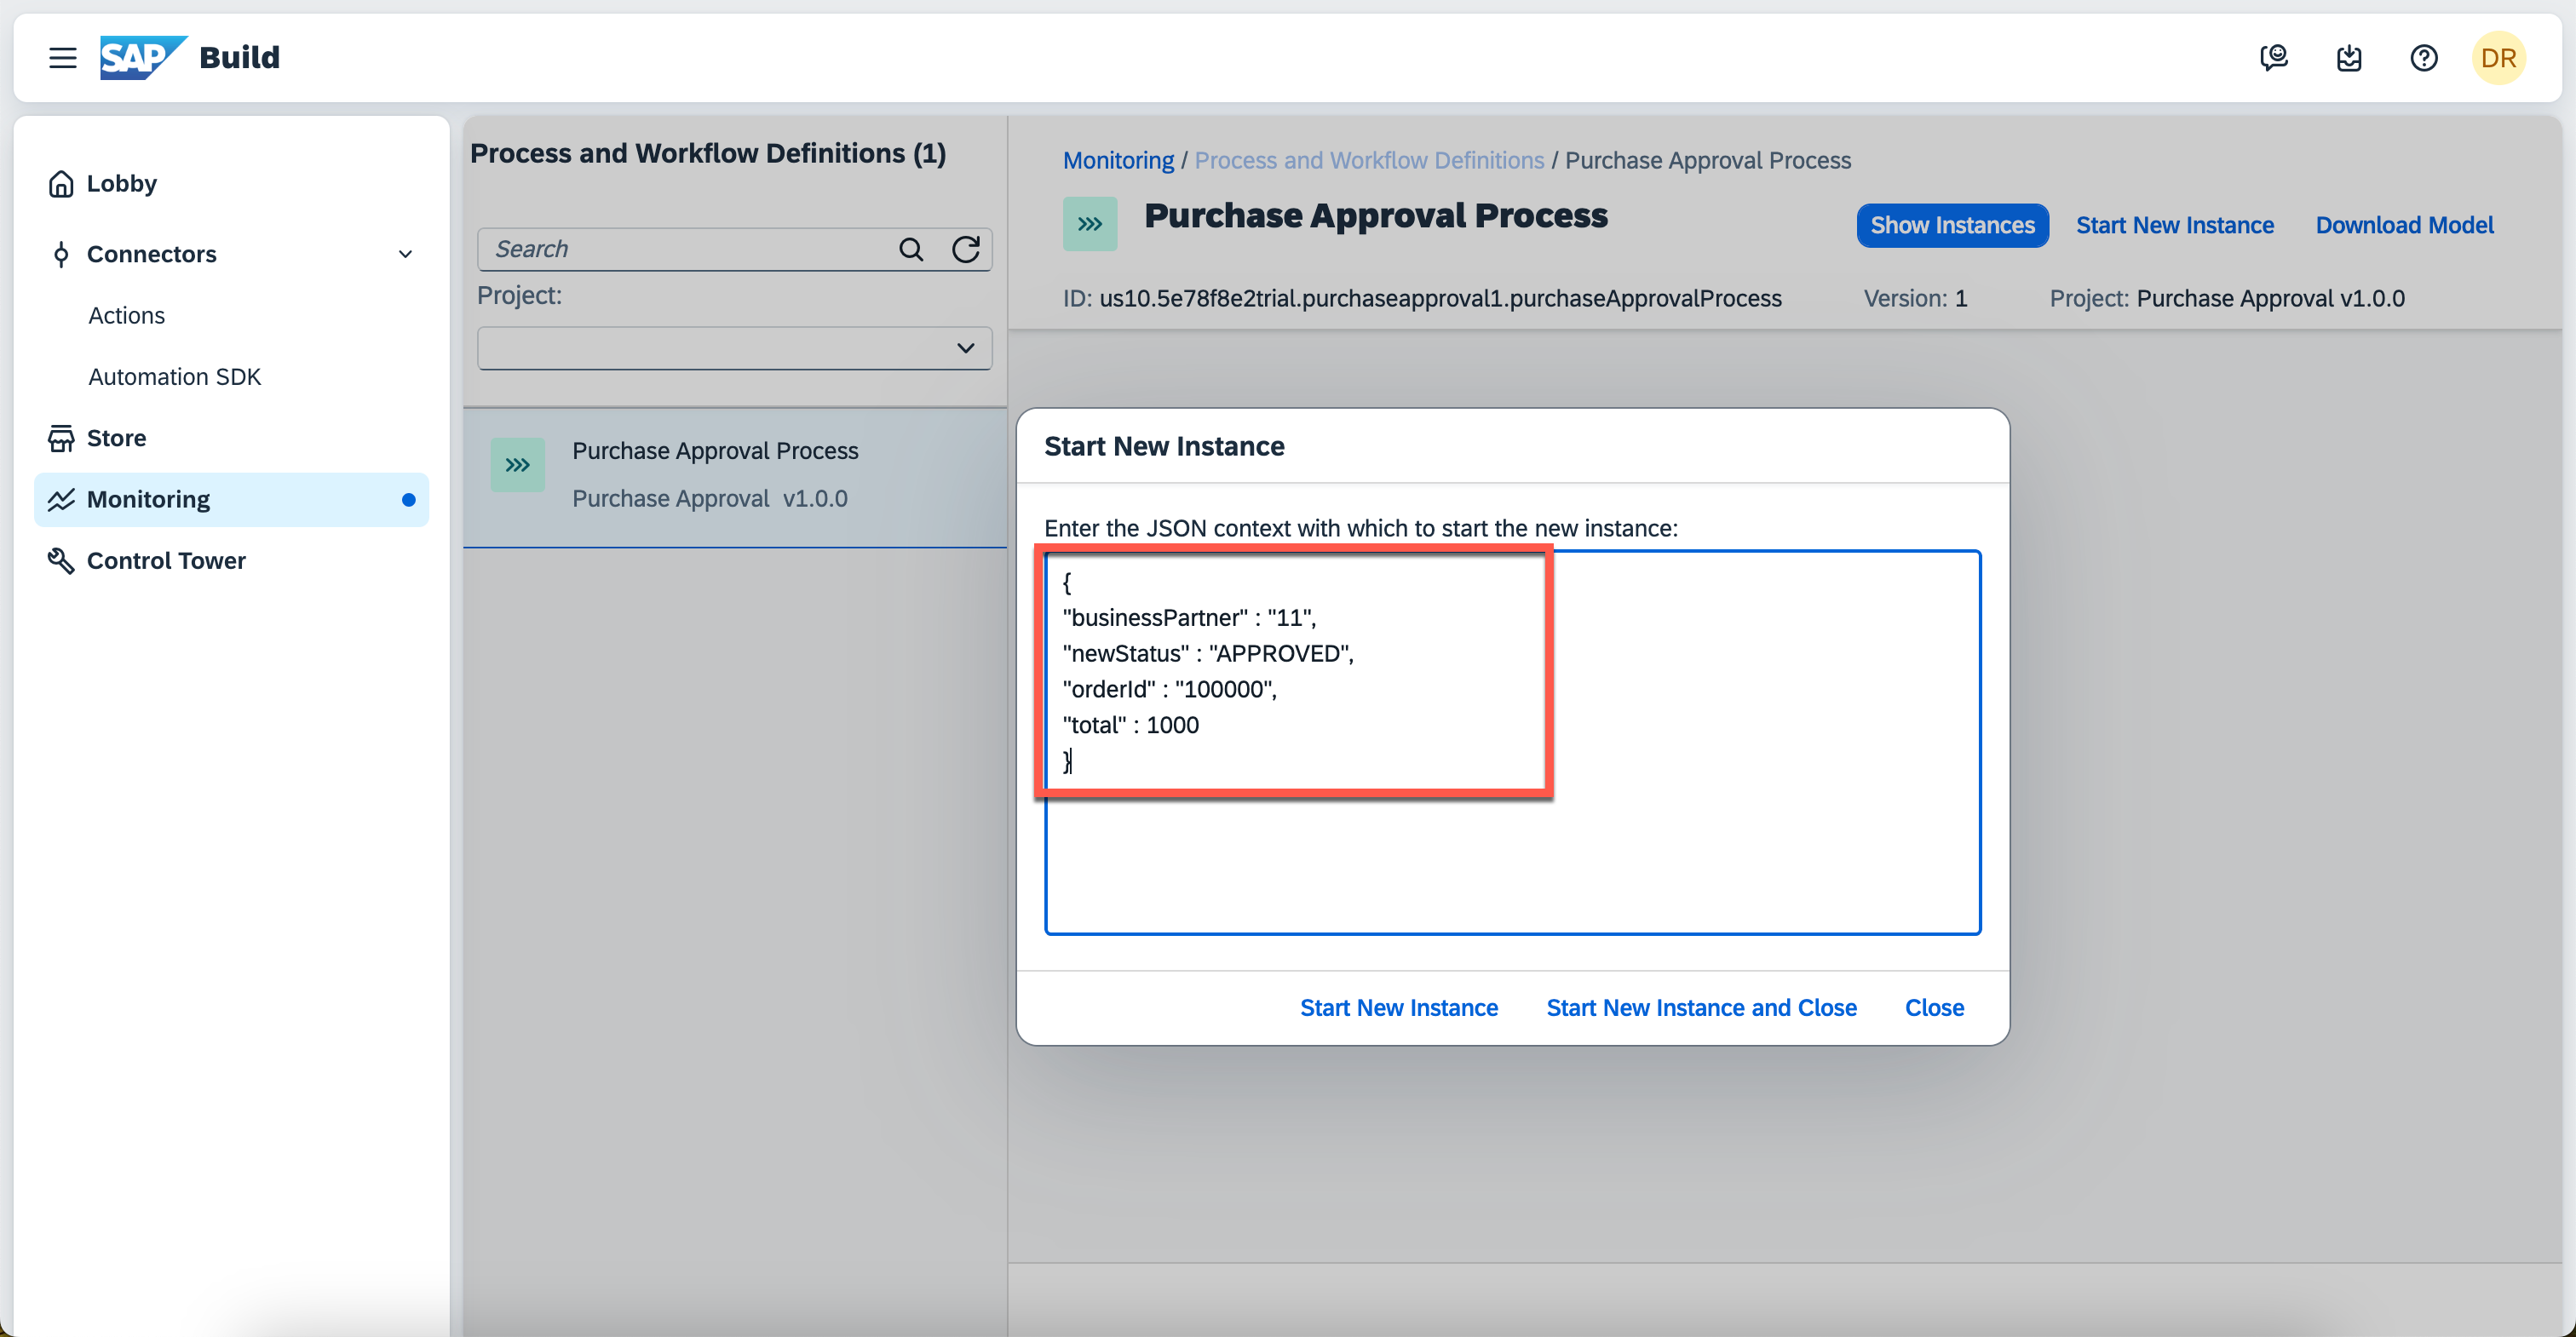 SAP Build
DR
Lobby
Connectors
Actions
Automation SDK
Store
Monitoring
Control Tower
Process and Workflow Definitions (1)
Search
Project:
Purchase Approval Process
Purchase Approval v1.0.0
Monitoring / Process and Workflow Definitions / Purchase Approval Process
Purchase Approval Process
Show Instances
Start New Instance
Download Model
ID: us10.5e78f8e2trial.purchaseapproval1.purchaseApprovalProcess
Version: 1
Project: Purchase Approval v1.0.0
Start New Instance
Enter the JSON context with which to start the new instance:
{
"businessPartner" : "11",
"newStatus" : "APPROVED",
"orderId" : "100000",
"total" : 1000
}
Start New Instance
Start New Instance and Close
Close